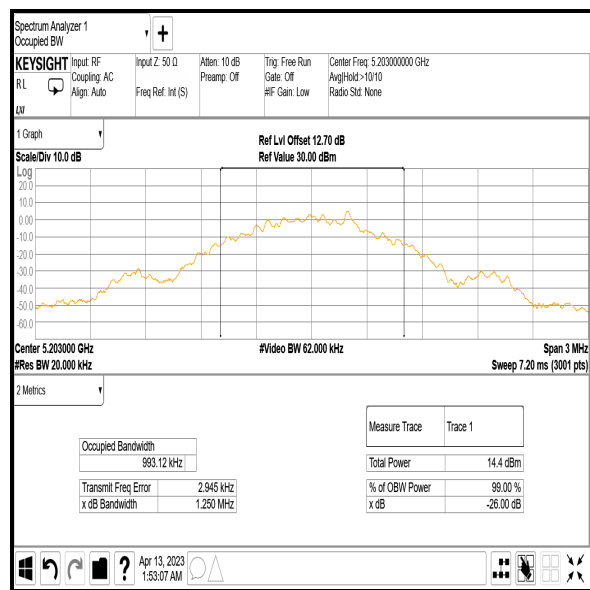 Spectrum Analyzer 1
Occupied BW
+
KEYSIGHT Input: RF Input Z: 50 Ω Atten: 10 dB Trig: Free Run Center Freq: 5.203000000 GHz
Coupling: AC Preamp: Off Gate: Off Avg|Hold:>10/10
RL Align: Auto Freq Ref: Int (S) #IF Gain: Low Radio Std: None
LXI
1 Graph
Ref Lvl Offset 12.70 dB
Scale/Div 10.0 dB Ref Value 30.00 dBm
Log
20.0
10.0
0.00
-10.0
-20.0
-30.0
-40.0
-50.0
-60.0
Center 5.203000 GHz #Video BW 62.000 kHz Span 3 MHz
#Res BW 20.000 kHz Sweep 7.20 ms (3001 pts)
2 Metrics
Measure Trace Trace 1
Occupied Bandwidth
993.12 kHz Total Power 14.4 dBm
Transmit Freq Error 2.945 kHz % of OBW Power 99.00 %
x dB Bandwidth 1.250 MHz x dB -26.00 dB
? Apr 13, 2023
1:53:07 AM